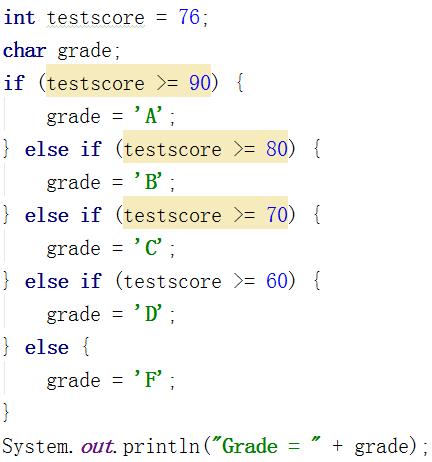 int testscore = 76;
char grade;
if (testscore >= 90) {
    grade = 'A';
} else if (testscore >= 80) {
    grade = 'B';
} else if (testscore >= 70) {
    grade = 'C';
} else if (testscore >= 60) {
    grade = 'D';
} else {
    grade = 'F';
}
System.out.println("Grade = " + grade);